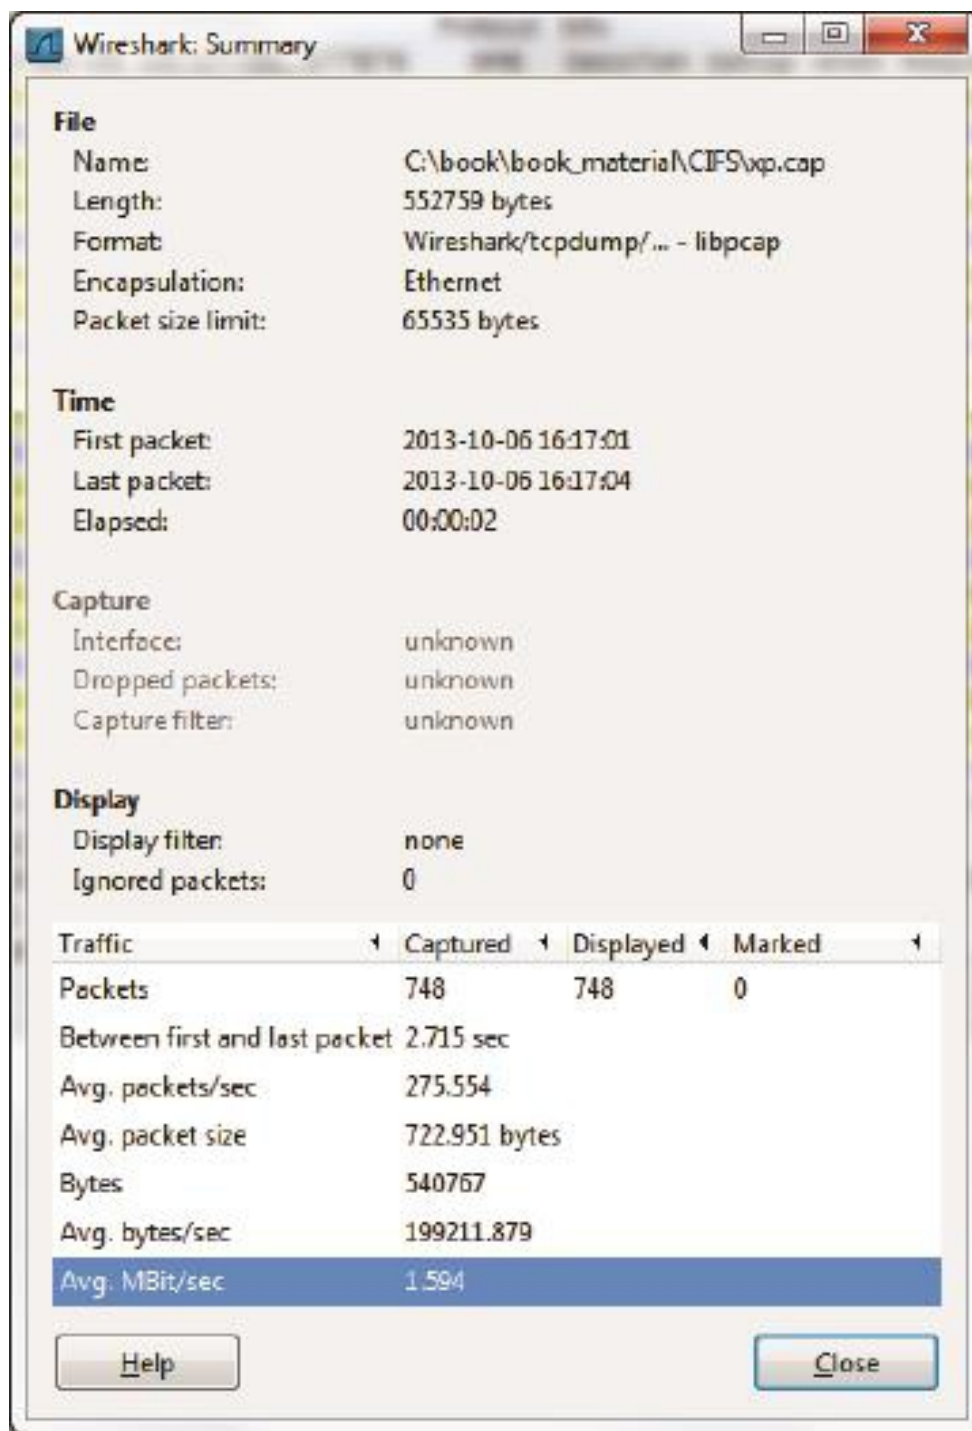 Wireshark: Summary
File
Name: C:\book\book_material\CIFS\xp.cap
Length: 552759 bytes
Format: Wireshark/tcpdump/... - libpcap
Encapsulation: Ethernet
Packet size limit: 65535 bytes
Time
First packet: 2013-10-06 16:17:01
Last packet: 2013-10-06 16:17:04
Elapsed: 00:00:02
Capture
Interface: unknown
Dropped packets: unknown
Capture filter: unknown
Display
Display filter: none
Ignored packets: 0
Traffic Captured Displayed Marked
Packets 748 748 0
Between first and last packet 2.715 sec
Avg. packets/sec 275.554
Avg. packet size 722.951 bytes
Bytes 540767
Avg. bytes/sec 199211.879
Avg. MBit/sec 1.594
Help Close